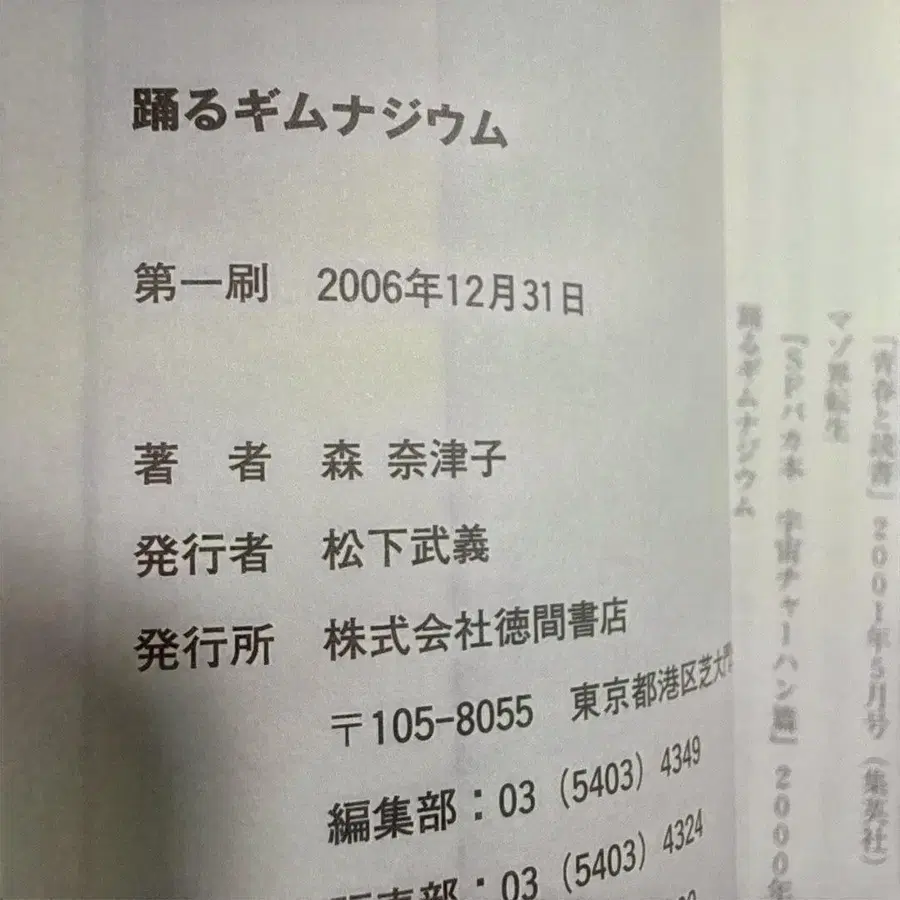 踊るギムナジウム
第一刷　2006年12月31日
著　者　森 奈津子
発行者　松下武義
発行所　株式会社徳間書店
〒105-8055　東京都港区芝大門
編集部：03（5403）4349
：03（5403）4324
「青春と読書」2001年5月号（集英社）
マゾ界転生
『SFバカ本　宇宙チャーハン篇』2000年
踊るギムナジウム